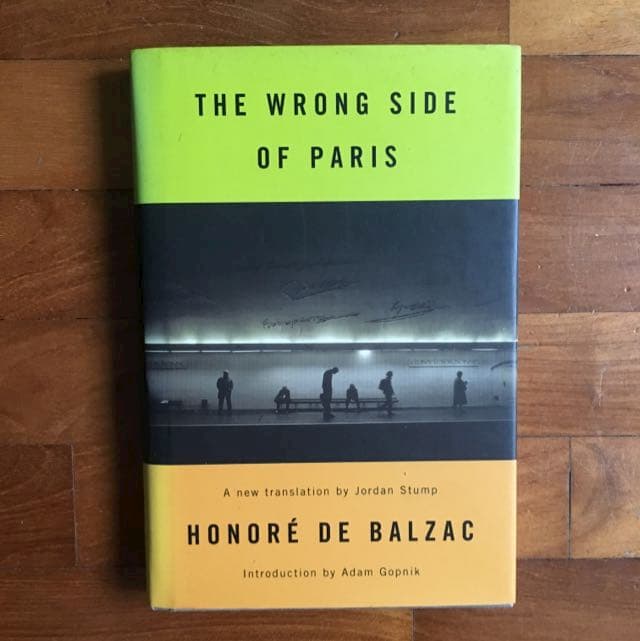 THE WRONG SIDE
OF PARIS
A new translation by Jordan Stump
HONORÉ DE BALZAC
Introduction by Adam Gopnik